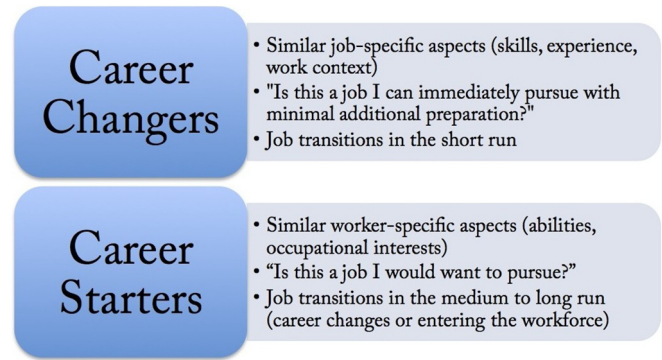 Career
Changers
• Similar job-specific aspects (skills, experience,
work context)
• "Is this a job I can immediately pursue with
minimal additional preparation?"
• Job transitions in the short run
Career
Starters
• Similar worker-specific aspects (abilities,
occupational interests)
• “Is this a job I would want to pursue?”
• Job transitions in the medium to long run
(career changes or entering the workforce)